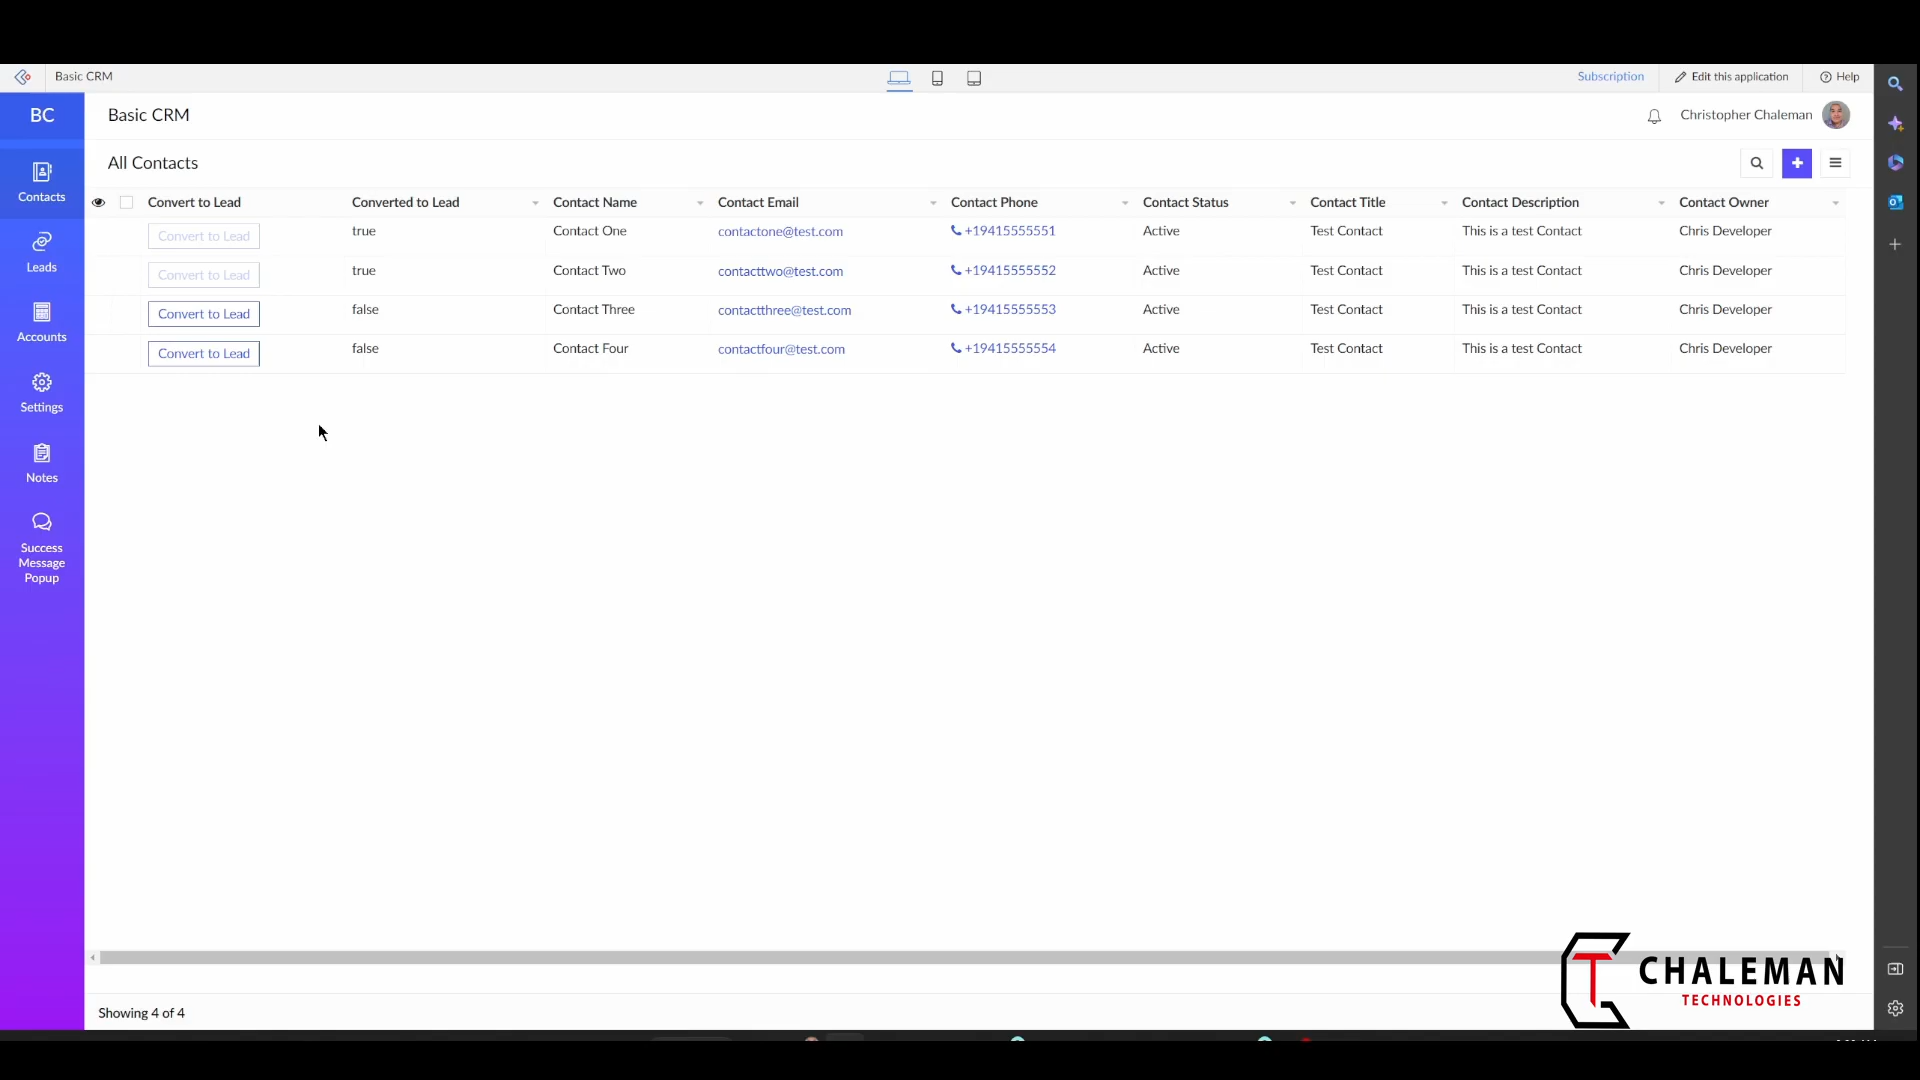 Basic CRM
Subscription
Edit this application
Help
BC
Basic CRM
Christopher Chaleman
Contacts
Leads
Accounts
Settings
Notes
Success
Message
Popup
All Contacts
Convert to Lead Converted to Lead Contact Name Contact Email Contact Phone Contact Status Contact Title Contact Description Contact Owner
Convert to Lead true Contact One contactone@test.com +19415555551 Active Test Contact This is a test Contact Chris Developer
Convert to Lead true Contact Two contacttwo@test.com +19415555552 Active Test Contact This is a test Contact Chris Developer
Convert to Lead false Contact Three contactthree@test.com +19415555553 Active Test Contact This is a test Contact Chris Developer
Convert to Lead false Contact Four contactfour@test.com +19415555554 Active Test Contact This is a test Contact Chris Developer
Showing 4 of 4
CHALEMAN
TECHNOLOGIES